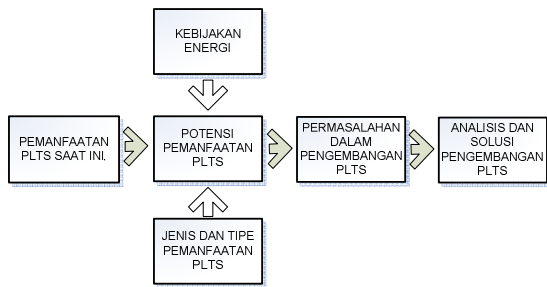 KEBIJAKAN
ENERGI
PEMANFAATAN
PLTS SAAT INI.
POTENSI
PEMANFAATAN
PLTS
PERMASALAHAN
DALAM
PENGEMBANGAN
PLTS
ANALISIS DAN
SOLUSI
PENGEMBANGAN
PLTS
JENIS DAN TIPE
PEMANFAATAN
PLTS